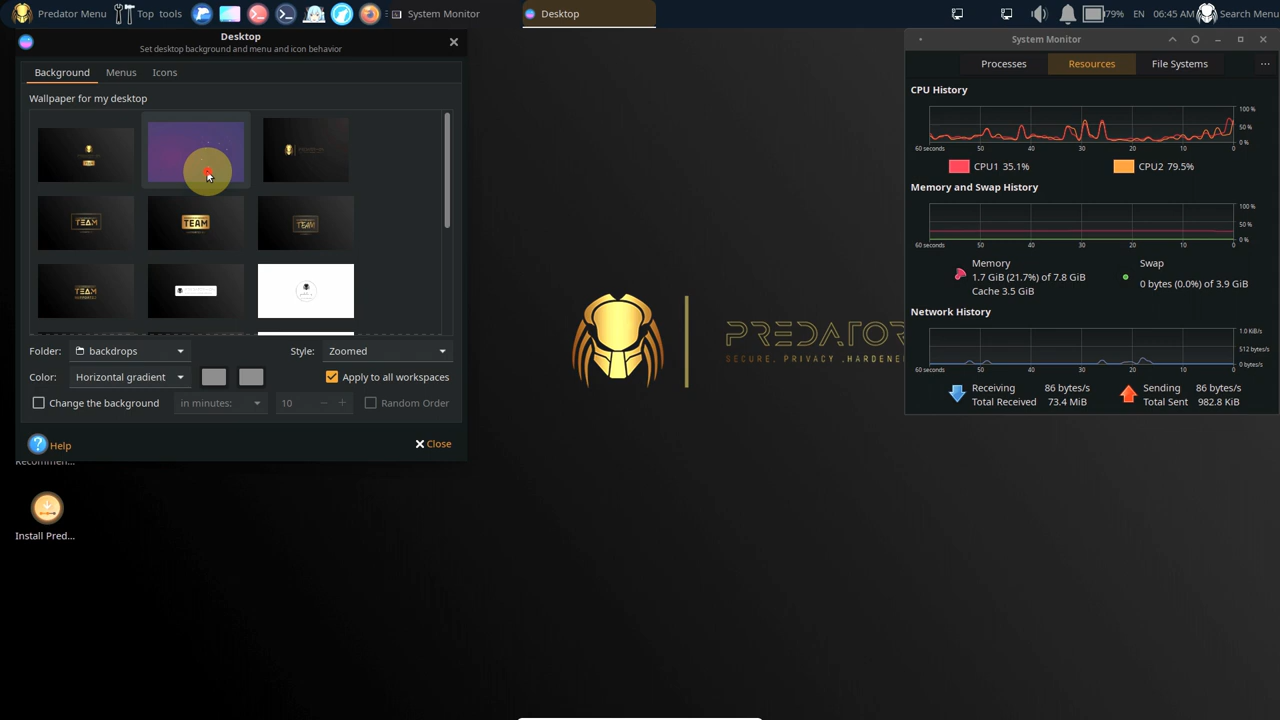 Predator Menu
Top tools
System Monitor
Desktop
79%
EN
06:45 AM
Search Menu
Desktop
Set desktop background and menu and icon behavior
Background
Menus
Icons
Wallpaper for my desktop
TEAM
TEAM
TEAM
TEAM
Folder:
backdrops
Style:
Zoomed
Color:
Horizontal gradient
Apply to all workspaces
Change the background
in minutes:
10
Random Order
Help
Close
Recommen...
Install Pred...
PREDATOR
SECURE. PRIVACY .HARDENE
System Monitor
Processes
Resources
File Systems
CPU History
100 %
50 %
0 %
60 seconds 50 40 30 20 10 0
CPU1 35.1%
CPU2 79.5%
Memory and Swap History
100 %
50 %
0 %
60 seconds 50 40 30 20 10 0
Memory
1.7 GiB (21.7%) of 7.8 GiB
Cache 3.5 GiB
Swap
0 bytes (0.0%) of 3.9 GiB
Network History
1.0 KiB/s
512 bytes/s
0 bytes/s
60 seconds 50 40 30 20 10 0
Receiving 86 bytes/s
Total Received 73.4 MiB
Sending 86 bytes/s
Total Sent 982.8 KiB